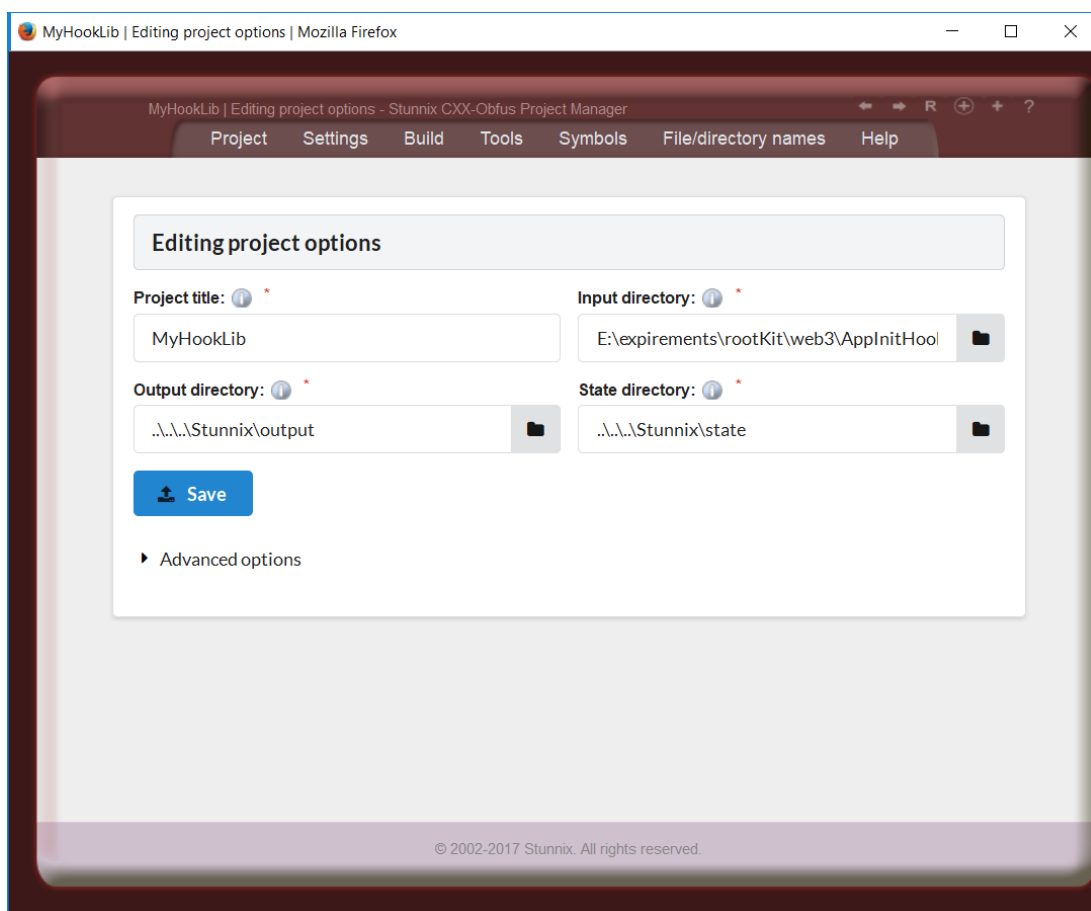 MyHookLib | Editing project options | Mozilla Firefox
MyHookLib | Editing project options - Stunnix CXX-Obfus Project Manager R ?
Project Settings Build Tools Symbols File/directory names Help
Editing project options
Project title: * Input directory: *
MyHookLib E:\expirements\rootKit\web3\AppInitHool
Output directory: * State directory: *
..\..\..\Stunnix\output ..\..\..\Stunnix\state
Save
Advanced options
© 2002-2017 Stunnix. All rights reserved.